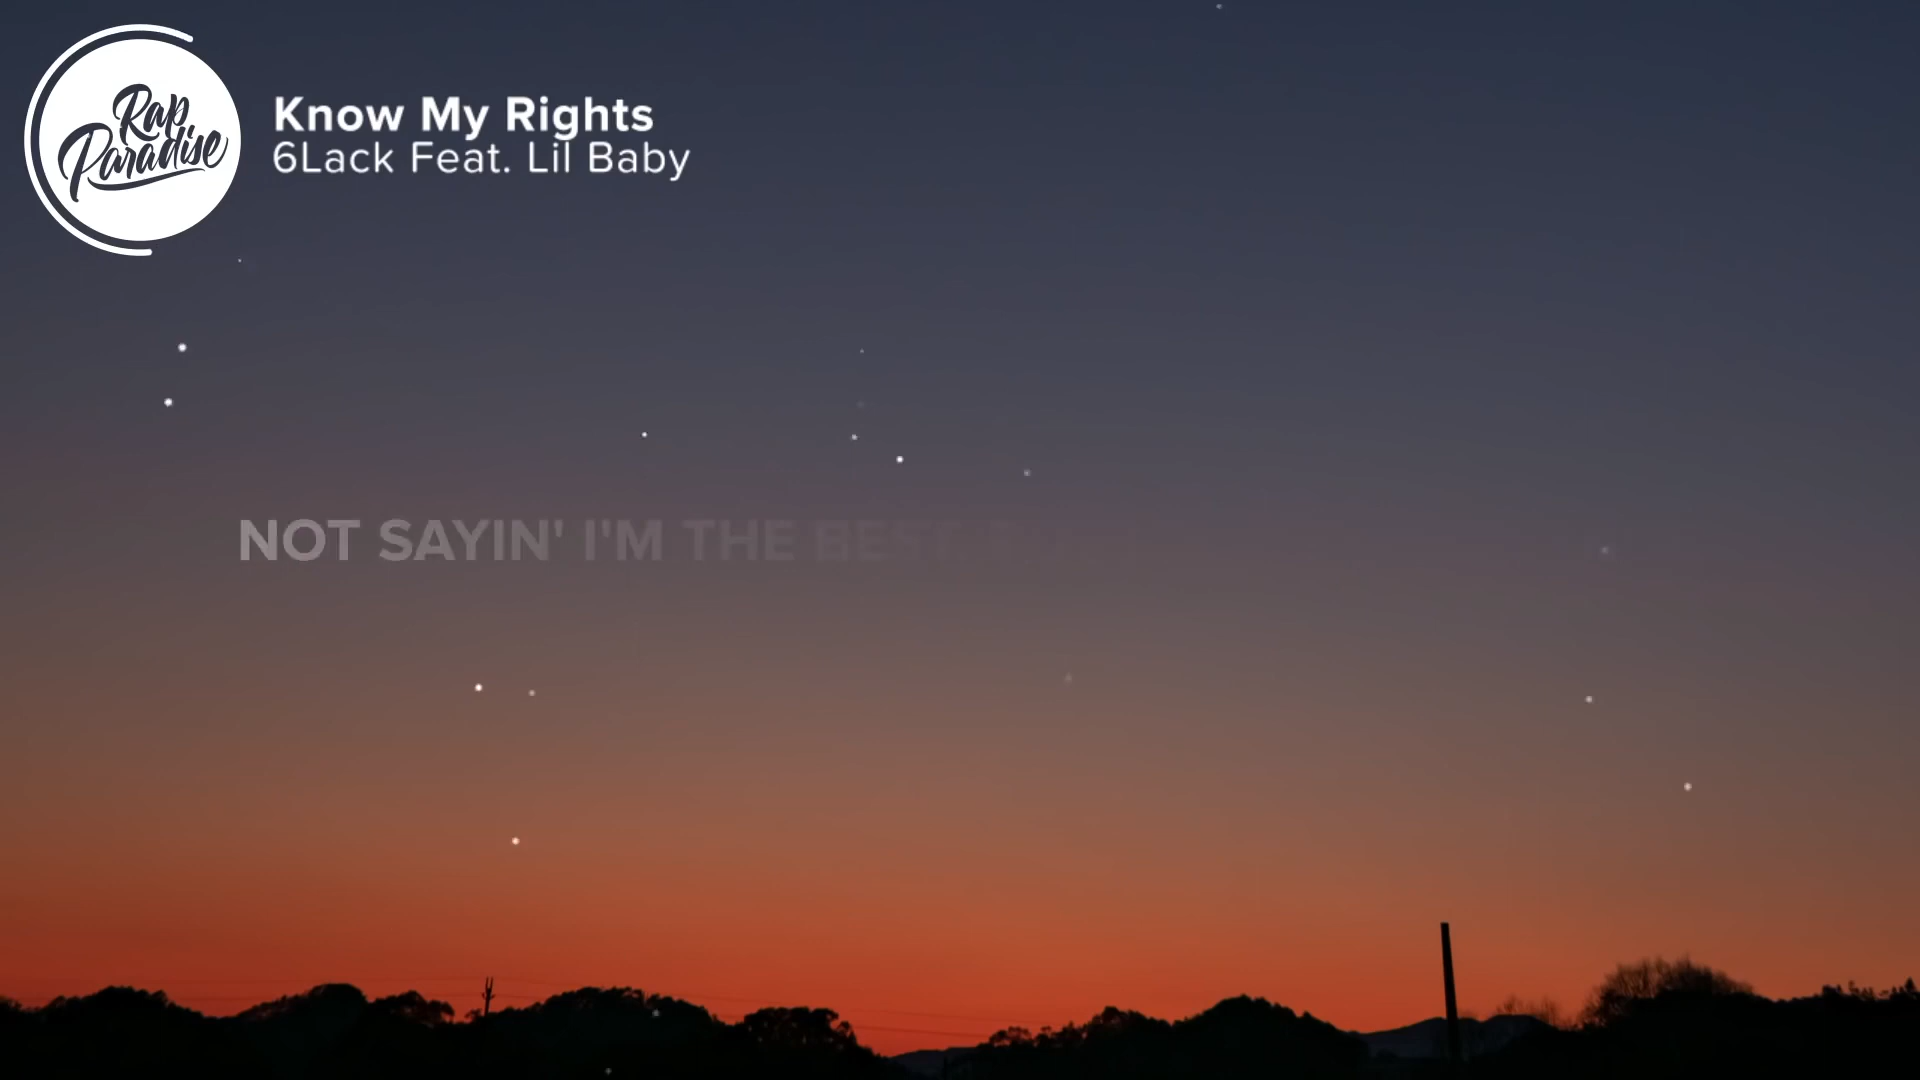 Rap
Paradise
Know My Rights
6Lack Feat. Lil Baby
NOT SAYIN' I'M THE BEST